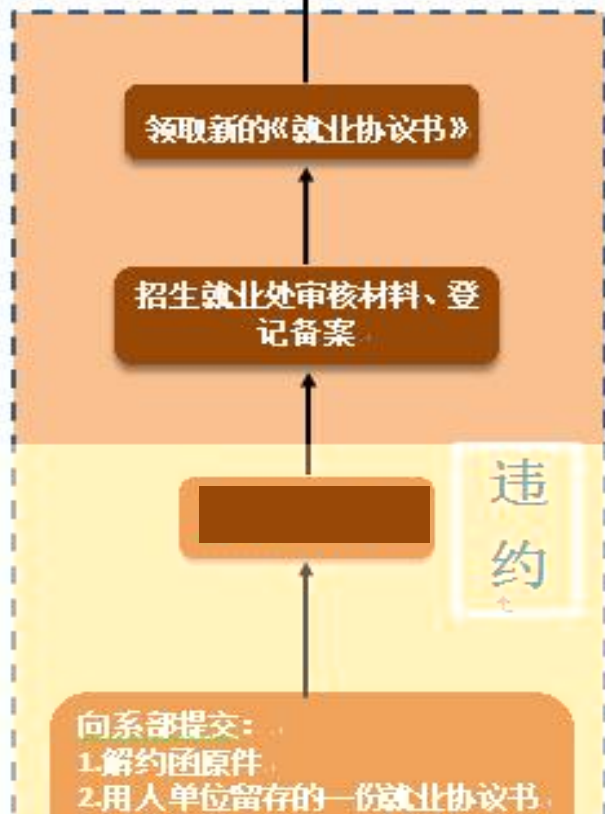 领取新的《就业协议书》
招生就业处审核材料、登
记备案
违
约
向系部提交：
1.解约函原件
2.用人单位留存的一份就业协议书